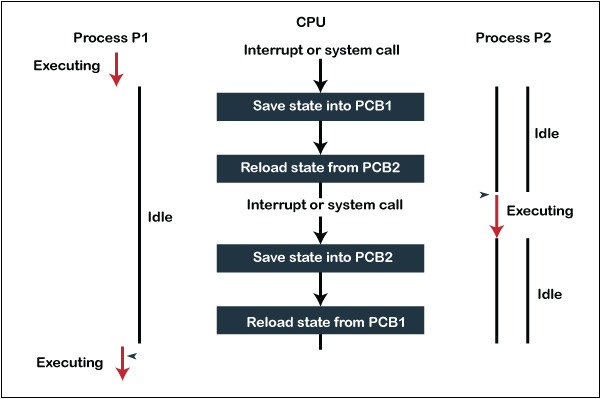 CPU
Process P1
Process P2
Interrupt or system call
Executing
Save state into PCB1
Idle
Reload state from PCB2
Interrupt or system call
Executing
Idle
Save state into PCB2
Idle
Reload state from PCB1
Executing